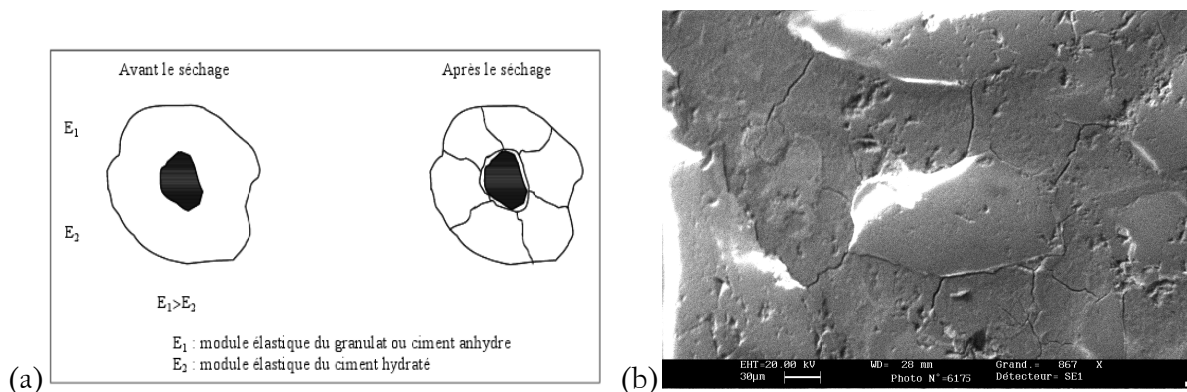 Avant le séchage
Après le séchage
E1
E2
E1>E2
E1 : module élastique du granulat ou ciment anhydre
E2 : module élastique du ciment hydraté
(a)
EHT=20.00 kV WD= 28 mm Grand.= 867 X
30µm Photo N°=6175 Détecteur= SE1
(b)